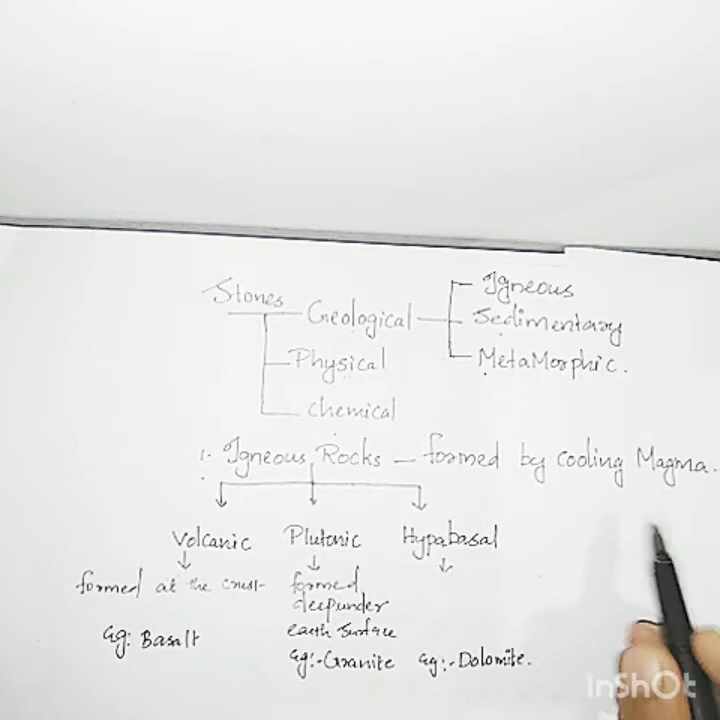 Stones
Geological
Igneous
Sedimentary
MetaMorphic.
Physical
chemical
1. Igneous Rocks – formed by cooling Magma.
Volcanic Plutonic Hypabasal
formed at the crust
formed
deepunder
earth surface
eg: Basalt
eg:-Granite eg:-Dolomite.
InShOt